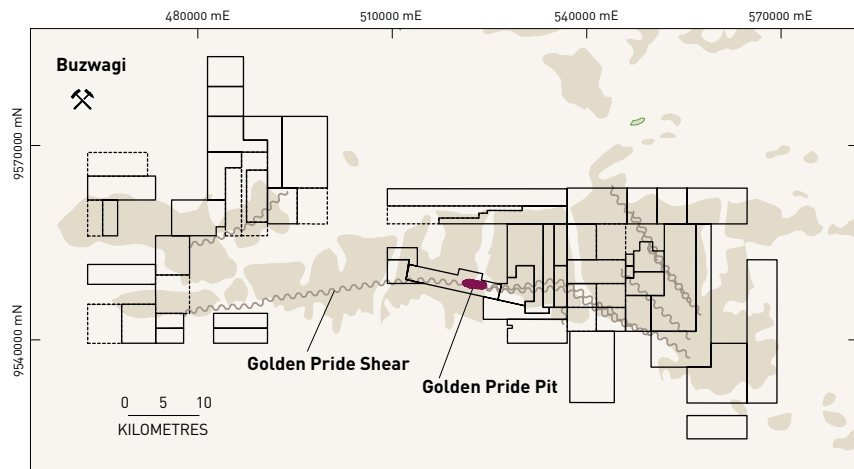 480000 mE
510000 mE
540000 mE
570000 mE
Buzwagi
9570000 mN
9540000 mN
Golden Pride Shear
Golden Pride Pit
0 5 10
KILOMETRES